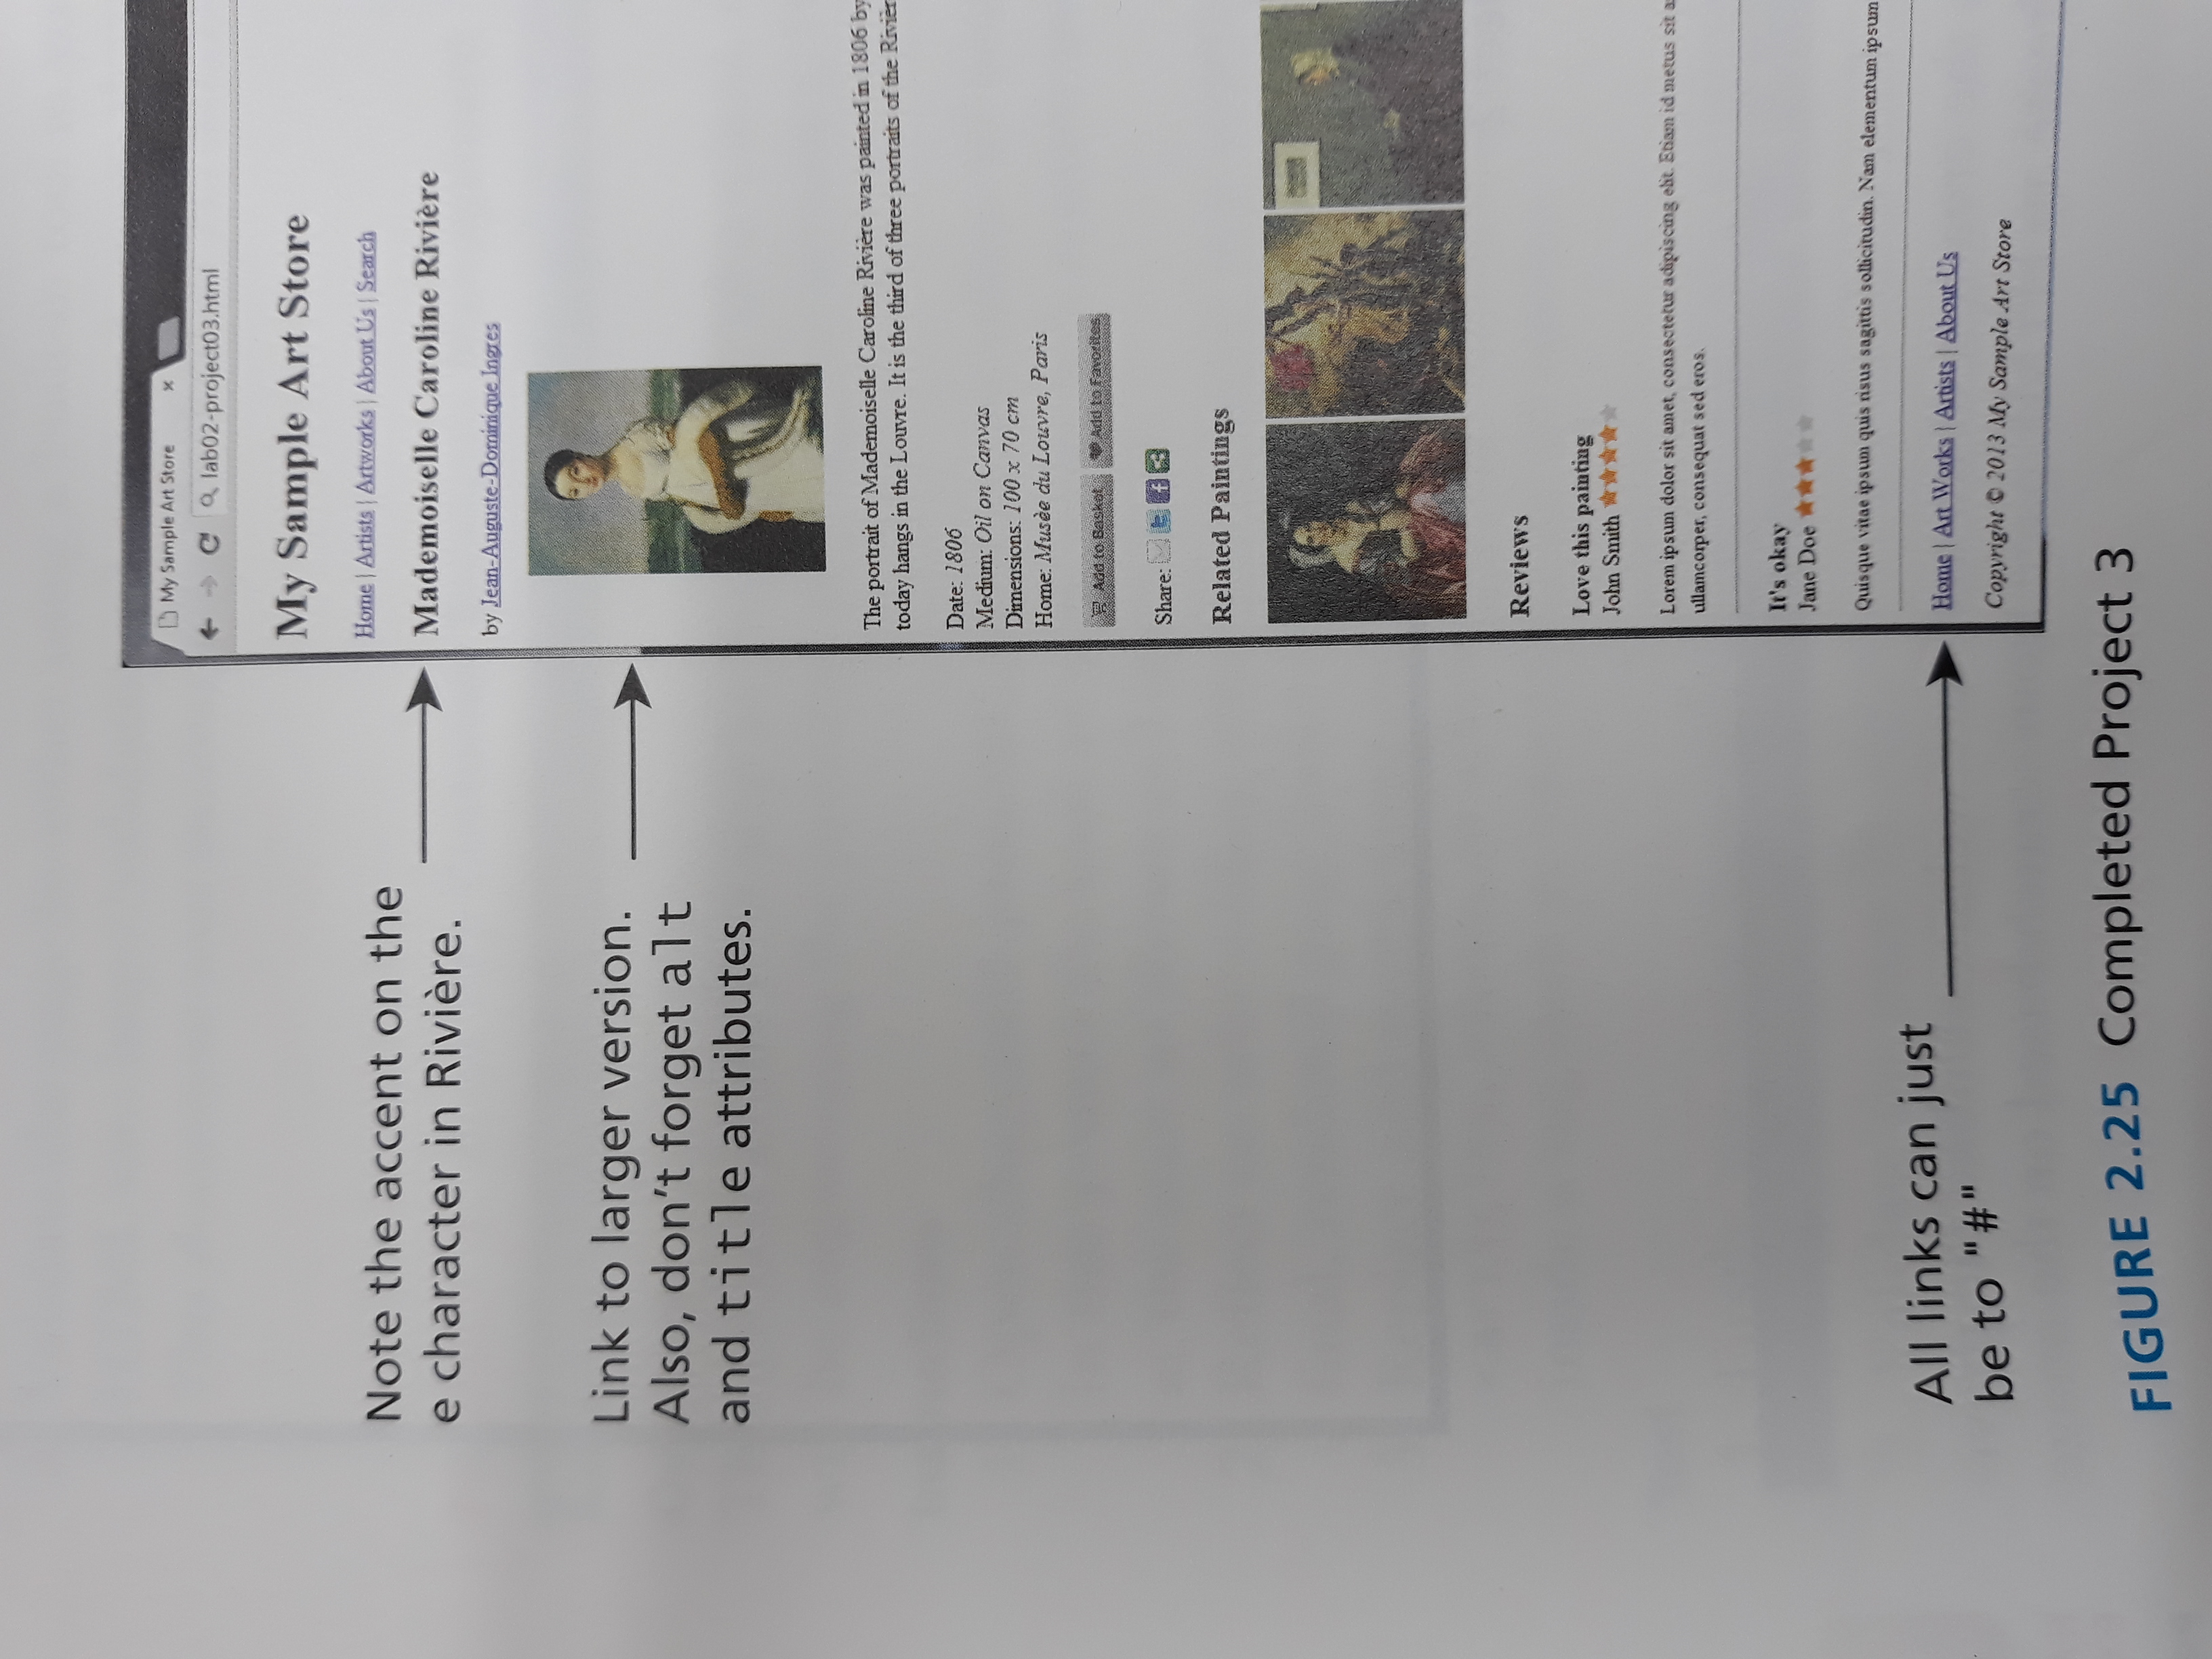 My Sample Art Store
lab02-project03.html
My Sample Art Store
Home | Artists | Artworks | About Us | Search
Note the accent on the
e character in Rivière.
Mademoiselle Caroline Rivière
by Jean-Auguste-Dominique Ingres
Link to larger version.
Also, don't forget alt
and title attributes.
The portrait of Mademoiselle Caroline Rivière was painted in 1806 by
today hangs in the Louvre. It is the third of three portraits of the
Date: 1806
Medium: Oil on Canvas
Dimensions: 100 x 70 cm
Home: Musèe du Louvre, Paris
Add to Basket Add to Favorites
Share:
Related Paintings
Reviews
Love this painting
John Smith
Lorem ipsum dolor sit amet, consectetur adipiscing elit. Etiam id metus sit
ullamcorper, consequat sed eros.
It's okay
Jane Doe
Quisque vitae ipsum quis risus sagittis sollicitudin. Nam elementum ipsum
All links can just
be to "#"
Home | Art Works | Artists | About Us
Copyright © 2013 My Sample Art Store
FIGURE 2.25 Completed Project 3